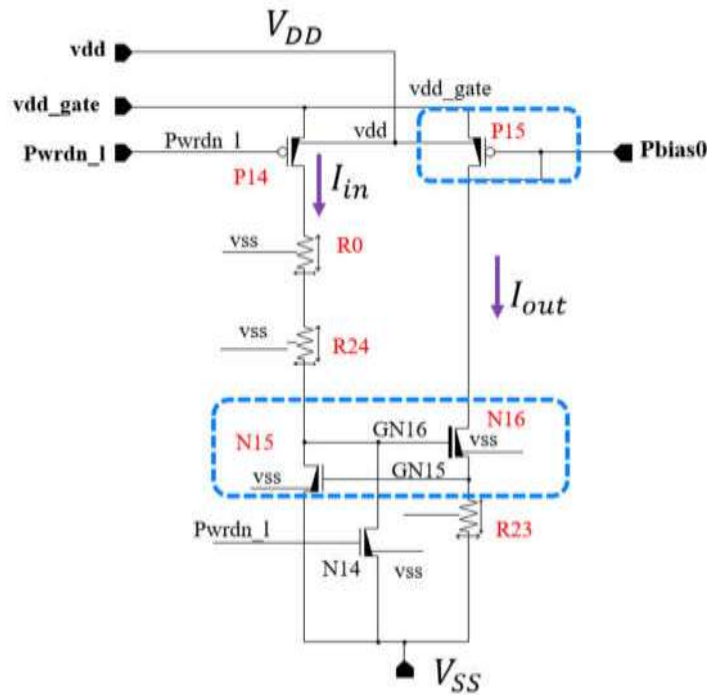 V_DD
vdd
vdd_gate
vdd_gate
Pwrdn_l
Pwrdn_l
vdd
P15
Pbias0
P14
I_in
vss
R0
I_out
vss
R24
N16
GN16
N15
vss
vss
GN15
Pwrdn_l
R23
N14
vss
V_SS